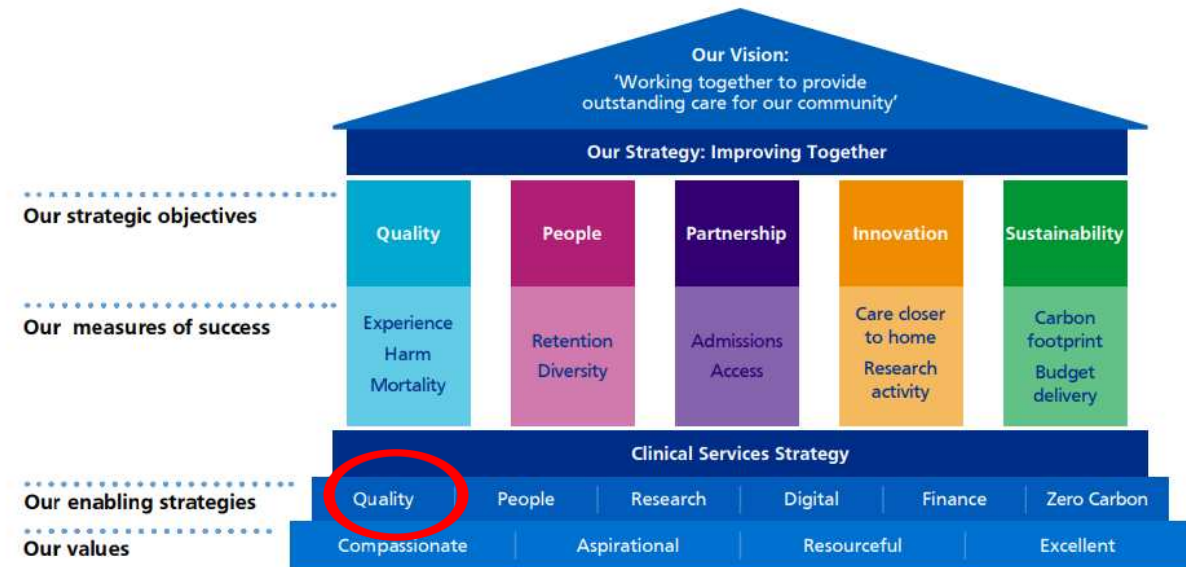 Our Vision:
'Working together to provide
outstanding care for our community'
Our Strategy: Improving Together
Our strategic objectives
Quality
People
Partnership
Innovation
Sustainability
Our measures of success
Experience
Harm
Mortality
Retention
Diversity
Admissions
Access
Care closer
to home
Research
activity
Carbon
footprint
Budget
delivery
Clinical Services Strategy
Our enabling strategies
Quality
People
Research
Digital
Finance
Zero Carbon
Our values
Compassionate
Aspirational
Resourceful
Excellent